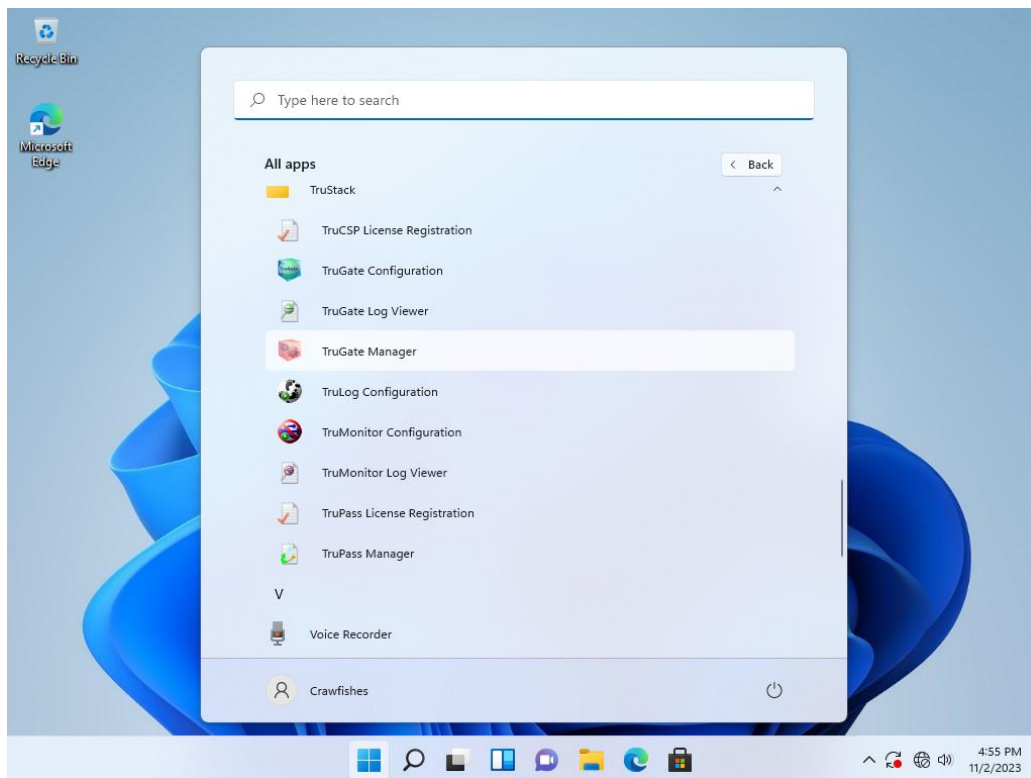 Recycle Bin
Microsoft
Edge
Type here to search
All apps
Back
TruStack
TruCSP License Registration
TruGate Configuration
TruGate Log Viewer
TruGate Manager
TruLog Configuration
TruMonitor Configuration
TruMonitor Log Viewer
TruPass License Registration
TruPass Manager
V
Voice Recorder
Crawfishes
4:55 PM
11/2/2023